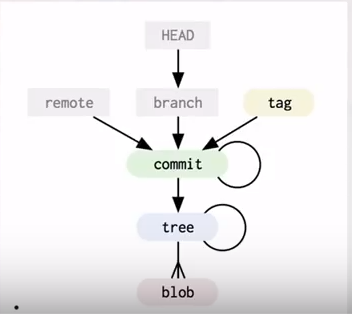 HEAD
remote
branch
tag
commit
tree
blob